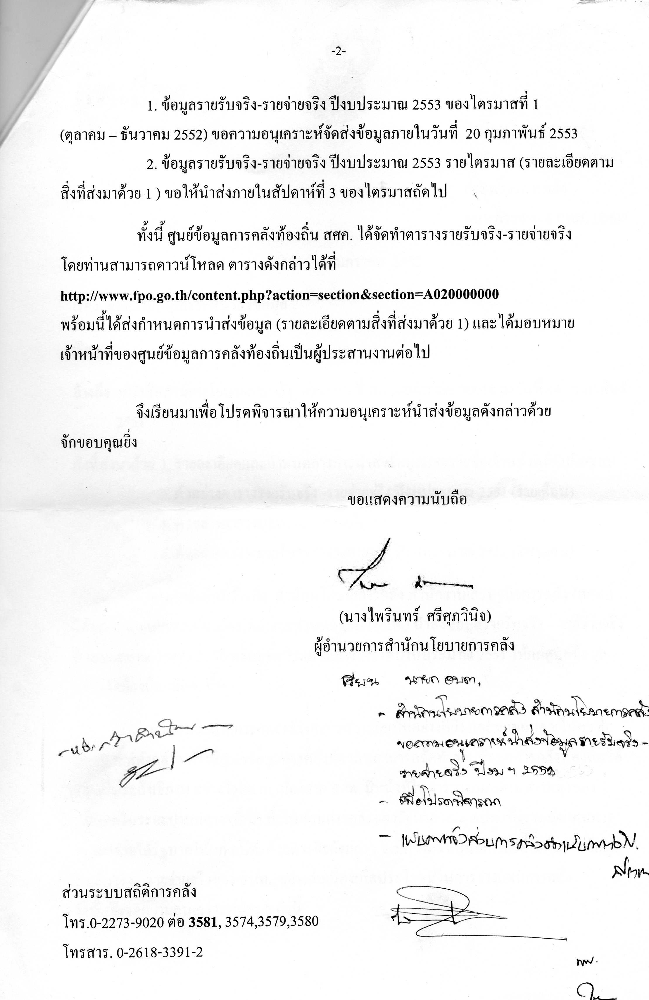 -2-
1. ข้อมูลรายรับจริง-รายจ่ายจริง ปีงบประมาณ 2553 ของไตรมาสที่ 1
(ตุลาคม – ธันวาคม 2552) ขอความอนุเคราะห์จัดส่งข้อมูลภายในวันที่ 20 กุมภาพันธ์ 2553
2. ข้อมูลรายรับจริง-รายจ่ายจริง ปีงบประมาณ 2553 รายไตรมาส (รายละเอียดตาม
สิ่งที่ส่งมาด้วย 1 ) ขอให้นำส่งภายในสัปดาห์ที่ 3 ของไตรมาสถัดไป
ทั้งนี้ ศูนย์ข้อมูลการคลังท้องถิ่น สศค. ได้จัดทำตารางรายรับจริง-รายจ่ายจริง
โดยท่านสามารถดาวน์โหลด ตารางดังกล่าวได้ที่
http://www.fpo.go.th/content.php?action=section&section=A020000000
พร้อมนี้ได้ส่งกำหนดการนำส่งข้อมูล (รายละเอียดตามสิ่งที่ส่งมาด้วย 1) และได้มอบหมาย
เจ้าหน้าที่ของศูนย์ข้อมูลการคลังท้องถิ่นเป็นผู้ประสานงานต่อไป
จึงเรียนมาเพื่อโปรดพิจารณาให้ความอนุเคราะห์นำส่งข้อมูลดังกล่าวด้วย
จักขอบคุณยิ่ง
ขอแสดงความนับถือ
(นางไพรินทร์ ศรีศุภวินิจ)
ผู้อำนวยการสำนักนโยบายการคลัง
เรียน นายก อบต.
- สำนักนโยบายการคลัง สำนักนโยบายการคลัง
ขอความอนุเคราะห์นำส่งข้อมูลรายรับจริง -
รายจ่ายจริง ปีงบฯ 2553
- เพื่อโปรดพิจารณา
ส่วนระบบสถิติการคลัง
โทร.0-2273-9020 ต่อ 3581, 3574,3579,3580
โทรสาร. 0-2618-3391-2